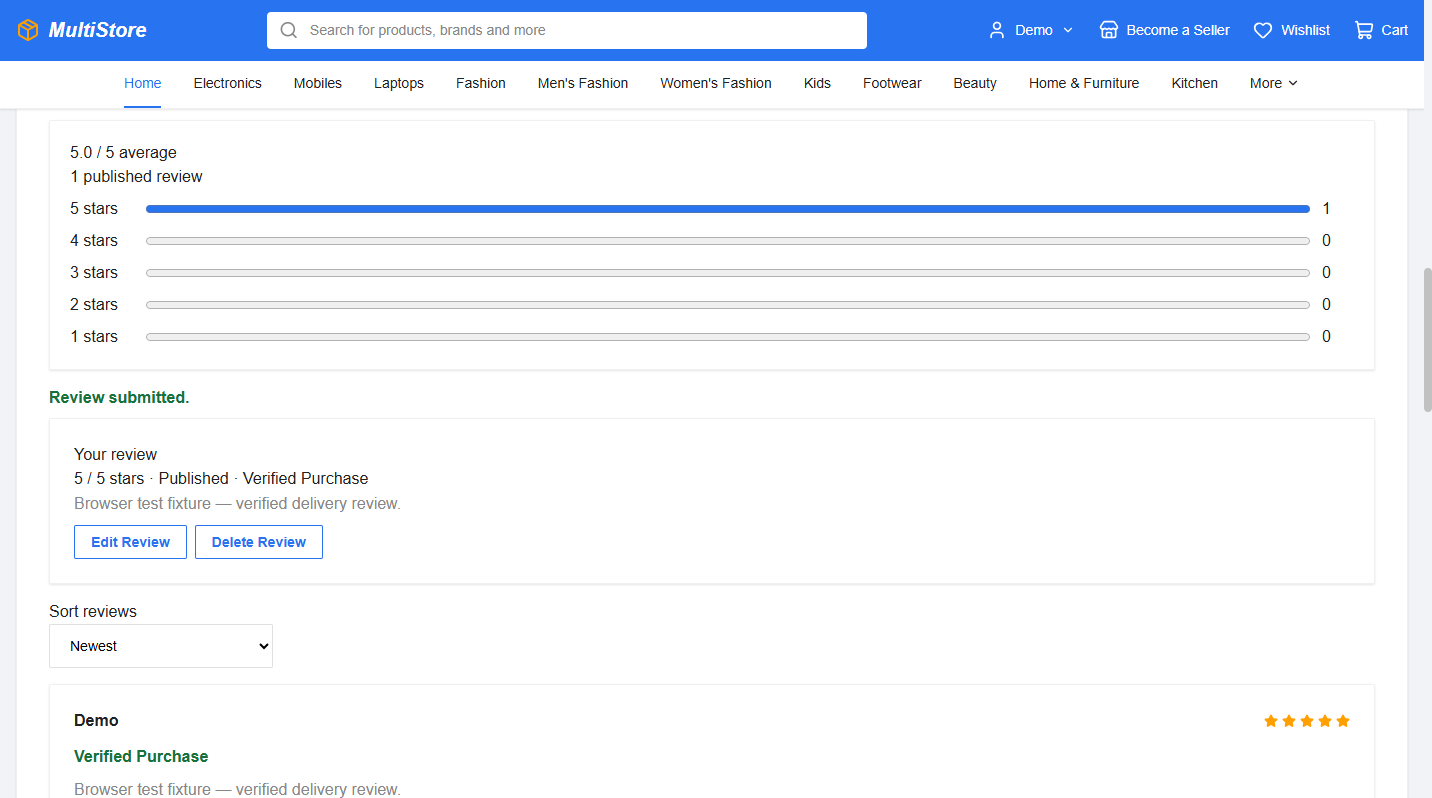 MultiStore
Search for products, brands and more
Demo
Become a Seller
Wishlist
Cart
Home Electronics Mobiles Laptops Fashion Men's Fashion Women's Fashion Kids Footwear Beauty Home & Furniture Kitchen More
5.0 / 5 average
1 published review
5 stars 1
4 stars 0
3 stars 0
2 stars 0
1 stars 0
Review submitted.
Your review
5 / 5 stars · Published · Verified Purchase
Browser test fixture — verified delivery review.
Edit Review Delete Review
Sort reviews
Newest
Demo
Verified Purchase
Browser test fixture — verified delivery review.